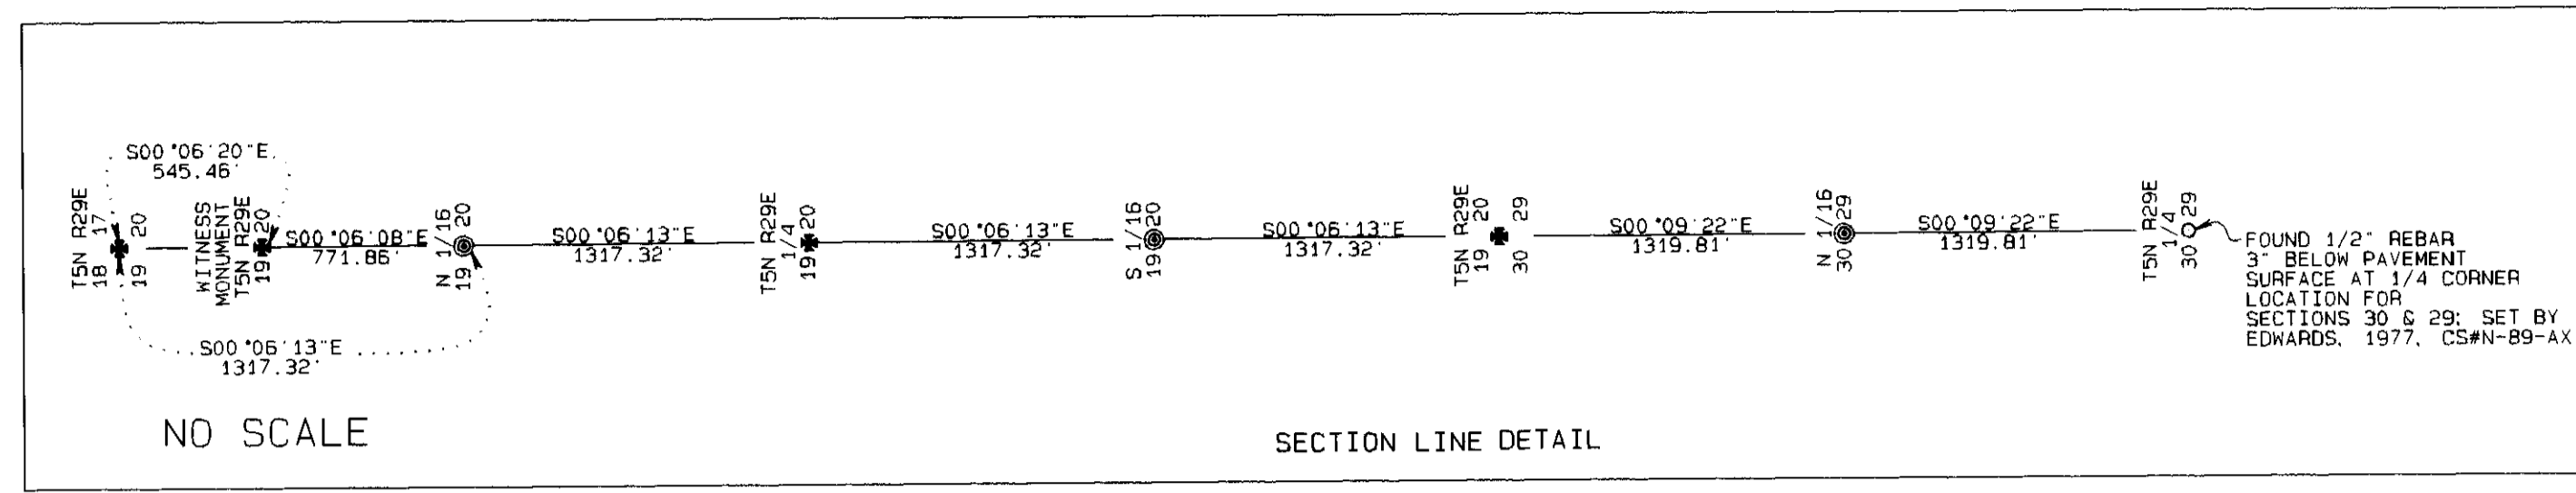 S00°06'20"E
545.46'
T5N R29E
18 17
19 20
WITNESS
MONUMENT
T5N R29E
19 20
S00°06'08"E
771.86'
N 1/16
19 20
S00°06'13"E
1317.32'
S00°06'13"E
1317.32'
T5N R29E
1/4
19 20
S00°06'13"E
1317.32'
S 1/16
19 20
S00°06'13"E
1317.32'
T5N R29E
19 20
30 29
S00°09'22"E
1319.81'
N 1/16
30 29
S00°09'22"E
1319.81'
T5N R29E
1/4
30 29
FOUND 1/2" REBAR
3" BELOW PAVEMENT
SURFACE AT 1/4 CORNER
LOCATION FOR
SECTIONS 30 & 29; SET BY
EDWARDS, 1977, CS#N-89-AX
NO SCALE
SECTION LINE DETAIL